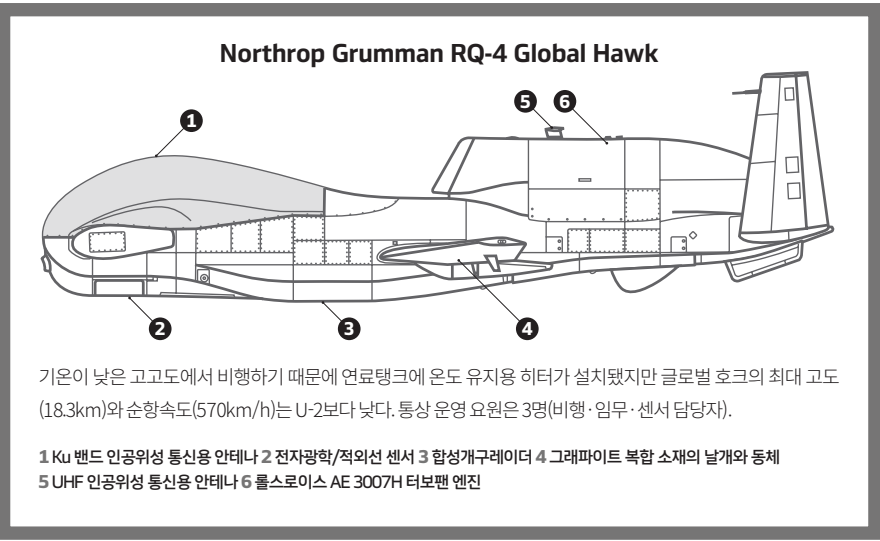 Northrop Grumman RQ-4 Global Hawk
1
5
6
2
3
4
기온이 낮은 고고도에서 비행하기 때문에 연료탱크에 온도 유지용 히터가 설치됐지만 글로벌 호크의 최대 고도
(18.3km)와 순항속도(570km/h)는 U-2보다 낮다. 통상 운영 요원은 3명(비행·임무·센서 담당자).
1 Ku 밴드 인공위성 통신용 안테나 2 전자광학/적외선 센서 3 합성개구레이더 4 그래파이트 복합 소재의 날개와 동체
5 UHF 인공위성 통신용 안테나 6 롤스로이스 AE 3007H 터보팬 엔진